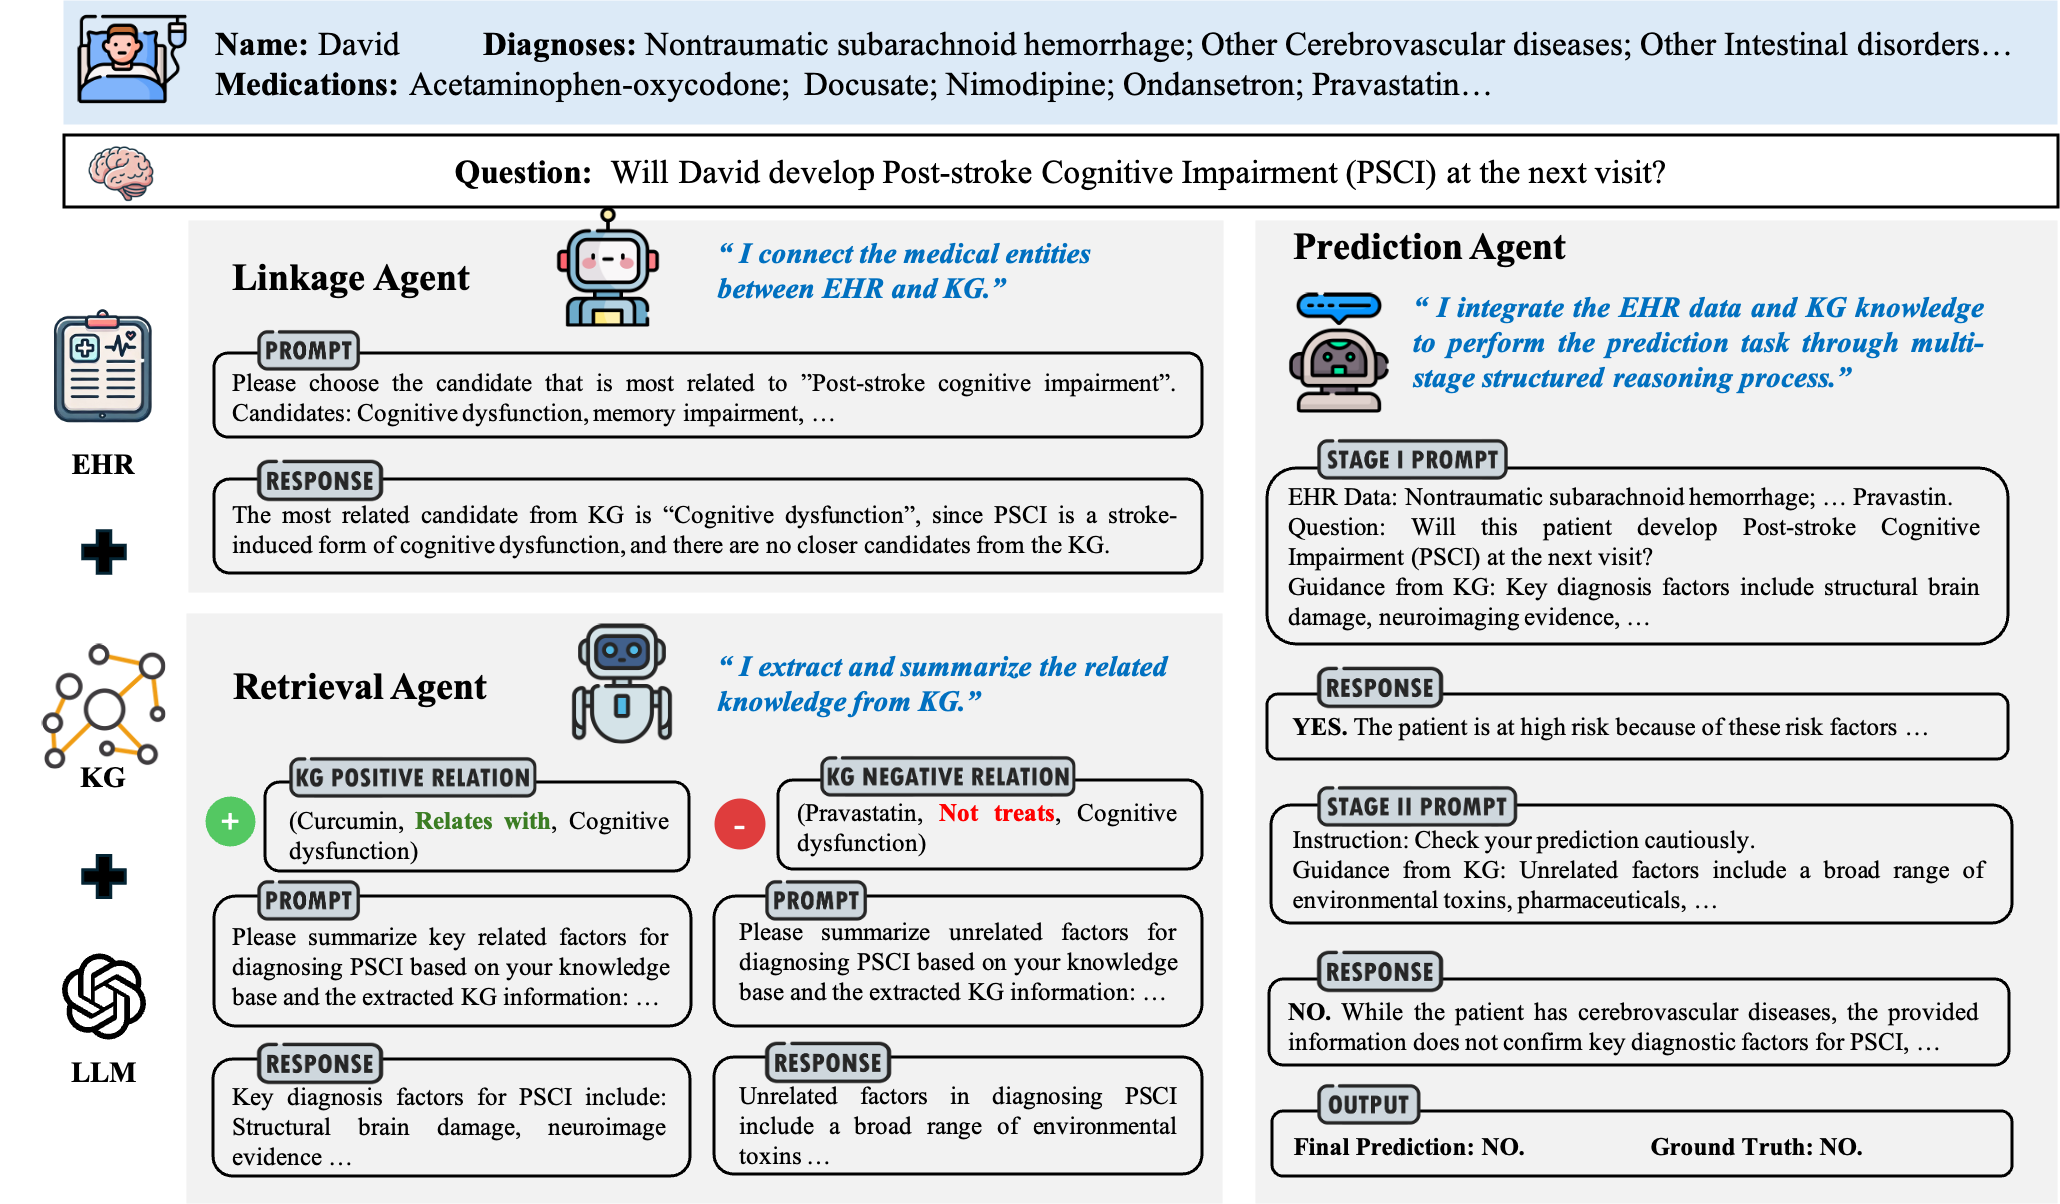 Name: David Diagnoses: Nontraumatic subarachnoid hemorrhage; Other Cerebrovascular diseases; Other Intestinal disorders…
Medications: Acetaminophen-oxycodone; Docusate; Nimodipine; Ondansetron; Pravastatin…
Question: Will David develop Post-stroke Cognitive Impairment (PSCI) at the next visit?
EHR
KG
LLM
Linkage Agent
“ I connect the medical entities
between EHR and KG.”
PROMPT
Please choose the candidate that is most related to ”Post-stroke cognitive impairment”.
Candidates: Cognitive dysfunction, memory impairment, …
RESPONSE
The most related candidate from KG is “Cognitive dysfunction”, since PSCI is a stroke-
induced form of cognitive dysfunction, and there are no closer candidates from the KG.
Retrieval Agent
“ I extract and summarize the related
knowledge from KG.”
KG POSITIVE RELATION
+
(Curcumin, Relates with, Cognitive
dysfunction)
PROMPT
Please summarize key related factors for
diagnosing PSCI based on your knowledge
base and the extracted KG information: …
RESPONSE
Key diagnosis factors for PSCI include:
Structural brain damage, neuroimage
evidence …
KG NEGATIVE RELATION
-
(Pravastatin, Not treats, Cognitive
dysfunction)
PROMPT
Please summarize unrelated factors for
diagnosing PSCI based on your knowledge
base and the extracted KG information: …
RESPONSE
Unrelated factors in diagnosing PSCI
include a broad range of environmental
toxins …
Prediction Agent
“ I integrate the EHR data and KG knowledge
to perform the prediction task through multi-
stage structured reasoning process.”
STAGE I PROMPT
EHR Data: Nontraumatic subarachnoid hemorrhage; … Pravastin.
Question: Will this patient develop Post-stroke Cognitive
Impairment (PSCI) at the next visit?
Guidance from KG: Key diagnosis factors include structural brain
damage, neuroimaging evidence, …
RESPONSE
YES. The patient is at high risk because of these risk factors …
STAGE II PROMPT
Instruction: Check your prediction cautiously.
Guidance from KG: Unrelated factors include a broad range of
environmental toxins, pharmaceuticals, …
RESPONSE
NO. While the patient has cerebrovascular diseases, the provided
information does not confirm key diagnostic factors for PSCI, …
OUTPUT
Final Prediction: NO. Ground Truth: NO.